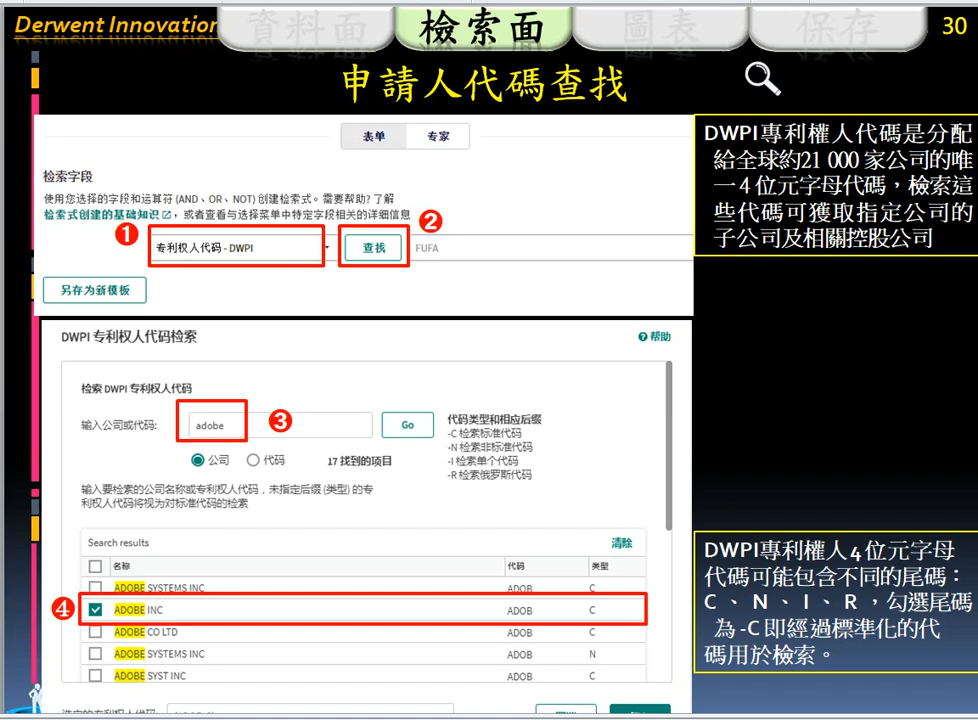 Derwent Innovation
資料面
檢索面
圖表
保存
30
申請人代碼查找
表单
专家
检索字段
使用您选择的字段和运算符 (AND、OR、NOT) 创建检索式。需要帮助? 了解
检索式创建的基础知识，或者查看与选择菜单中特定字段相关的详细信息
1
2
专利权人代码 - DWPI
查找
FUFA
另存为新模板
DWPI專利權人代碼是分配
給全球約21 000 家公司的唯
一 4 位元字母代碼，檢索這
些代碼可獲取指定公司的
子公司及相關控股公司
DWPI 专利权人代码检索
帮助
检索 DWPI 专利权人代码
输入公司或代码:
adobe
3
Go
公司
代码
17 找到的项目
代码类型和相应后缀
-C 检索标准代码
-N 检索非标准代码
-I 检索单个代码
-R 检索俄罗斯代码
输入要检索的公司名称或专利权人代码，未指定后缀 (类型) 的专
利权人代码将视为对标准代码的检索
Search results
清除
名称
代码
类型
ADOBE SYSTEMS INC
ADOB
C
4
ADOBE INC
ADOB
C
ADOBE CO LTD
ADOB
C
ADOBE SYSTEMS INC
ADOB
N
ADOBE SYST INC
ADOB
C
DWPI專利權人4位元字母
代碼可能包含不同的尾碼：
C 、 N 、 I 、 R ，勾選尾碼
為 -C 即經過標準化的代
碼用於檢索。